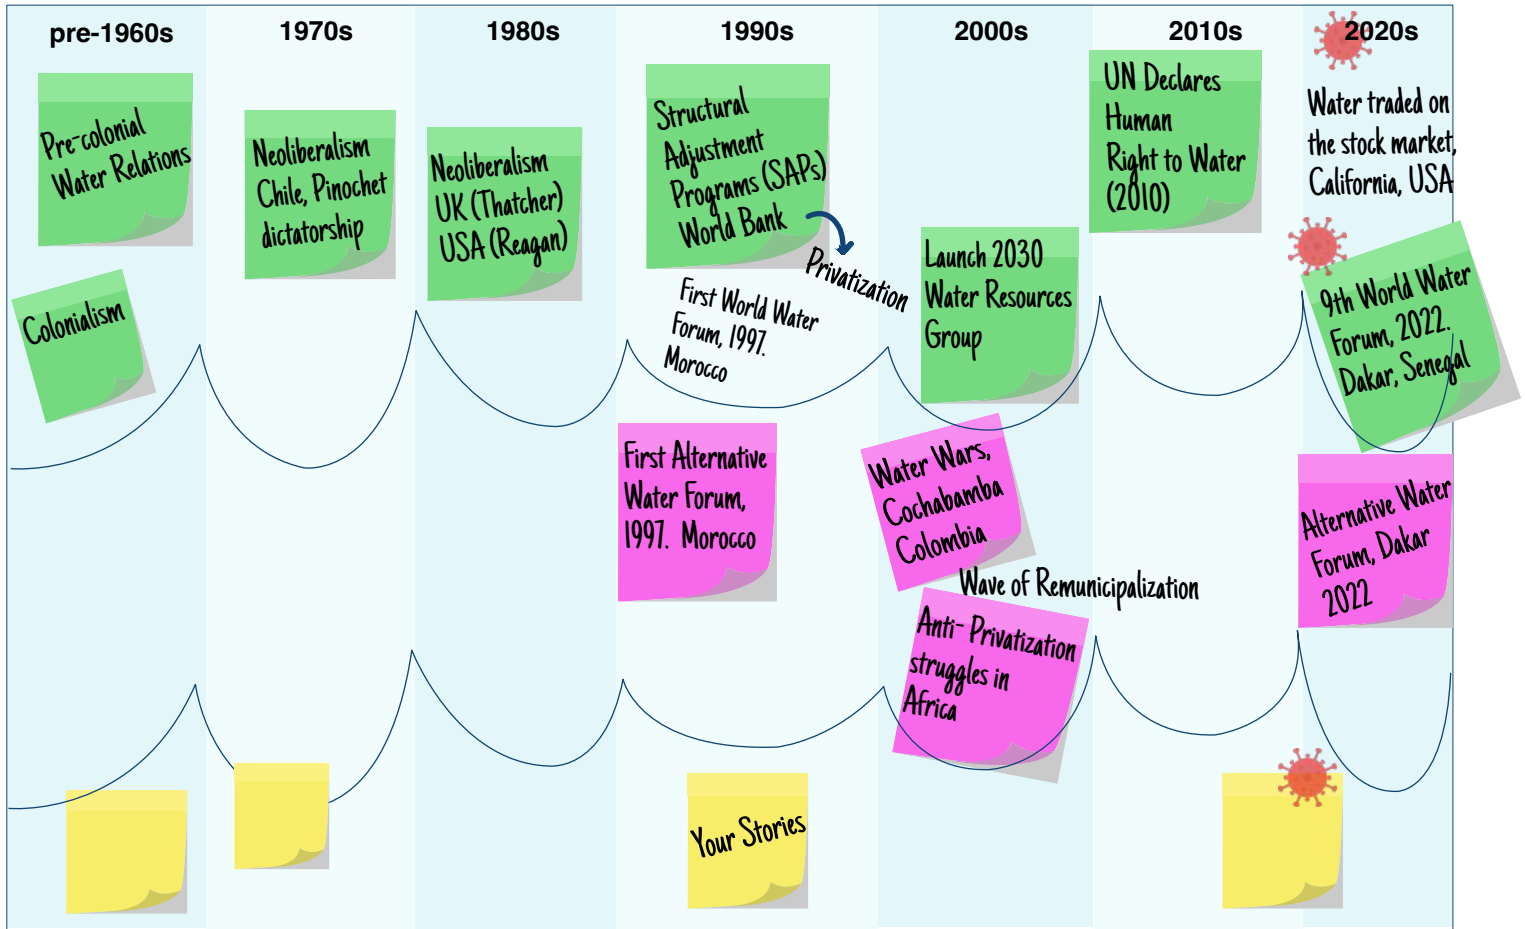 pre-1960s
1970s
1980s
1990s
2000s
2010s
2020s
Pre-colonial
Water Relations
Colonialism
Neoliberalism
Chile, Pinochet
dictatorship
Neoliberalism
UK (Thatcher)
USA (Reagan)
Structural
Adjustment
Programs (SAPs)
World Bank
Privatization
First World Water
Forum, 1997.
Morocco
Launch 2030
Water Resources
Group
UN Declares
Human
Right to Water
(2010)
Water traded on
the stock market,
California, USA
9th World Water
Forum, 2022.
Dakar, Senegal
First Alternative
Water Forum,
1997. Morocco
Water Wars,
Cochabamba
Colombia
Wave of Remunicipalization
Anti- Privatization
struggles in
Africa
Alternative Water
Forum, Dakar
2022
Your Stories